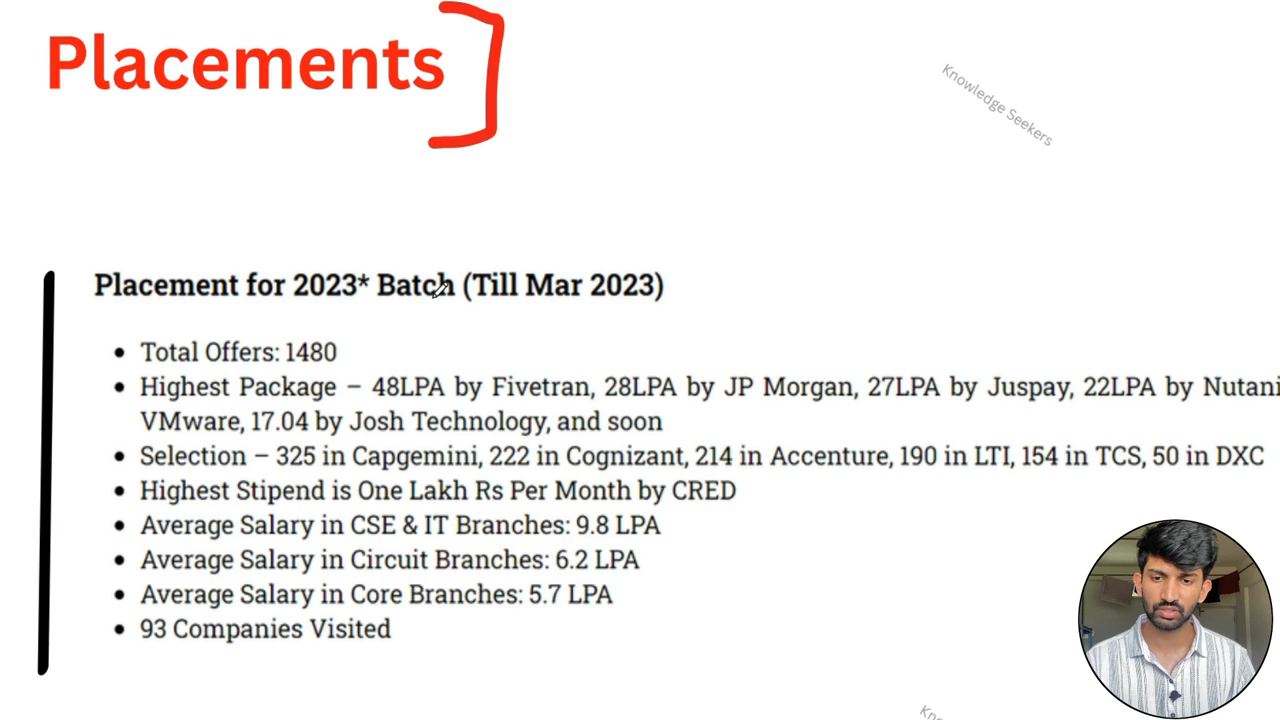 Placements
Knowledge Seekers
Placement for 2023* Batch (Till Mar 2023)
Total Offers: 1480
Highest Package – 48LPA by Fivetran, 28LPA by JP Morgan, 27LPA by Juspay, 22LPA by
VMware, 17.04 by Josh Technology, and soon
Selection – 325 in Capgemini, 222 in Cognizant, 214 in Accenture, 190 in LTI, 154 in TCS, 50 in DXC
Highest Stipend is One Lakh Rs Per Month by CRED
Average Salary in CSE & IT Branches: 9.8 LPA
Average Salary in Circuit Branches: 6.2 LPA
Average Salary in Core Branches: 5.7 LPA
93 Companies Visited